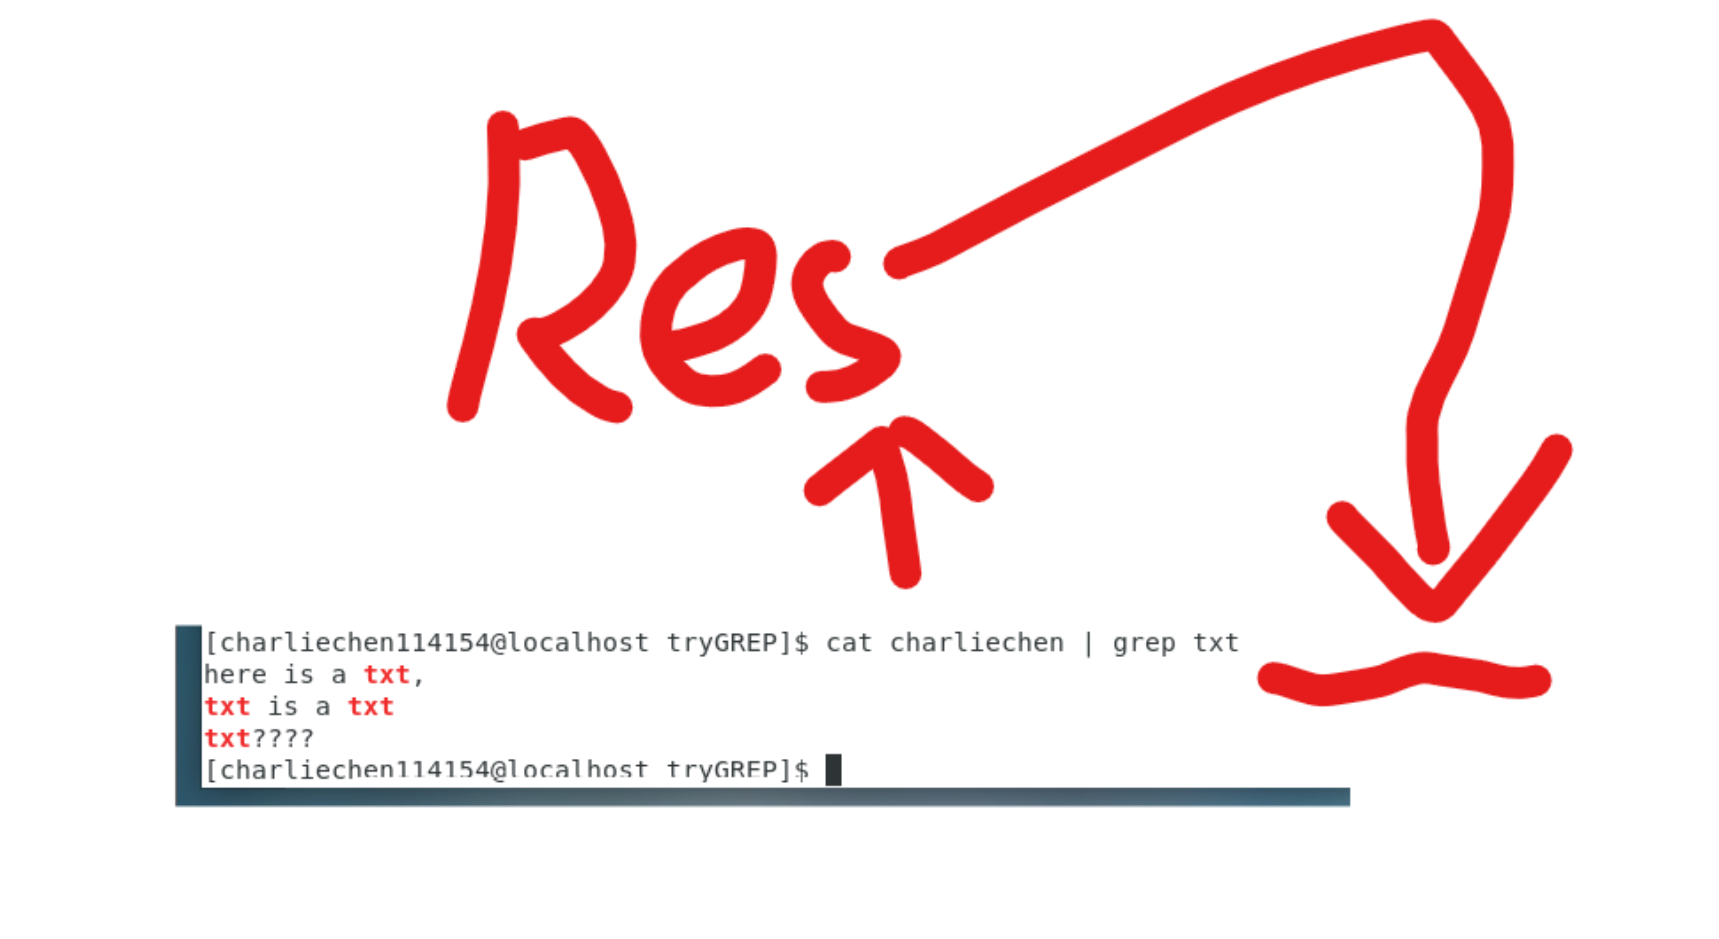 Res
[charliechen114154@localhost tryGREP]$ cat charliechen | grep txt
here is a txt,
txt is a txt
txt????
[charliechen114154@localhost tryGREP]$